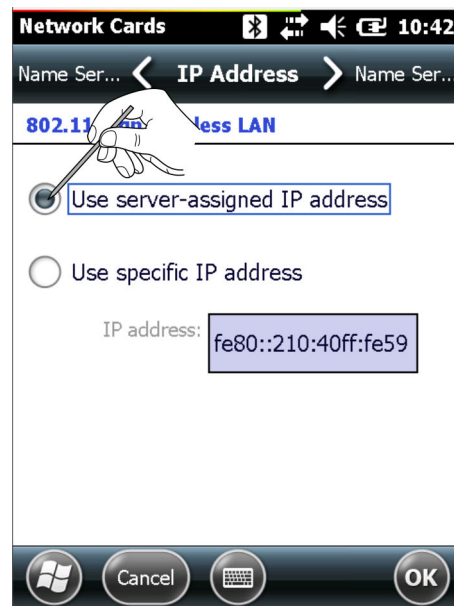 Network Cards 10:42
Name Ser... IP Address Name Ser...
802.11 LAN
Use server-assigned IP address
Use specific IP address
IP address: fe80::210:40ff:fe59
Cancel OK